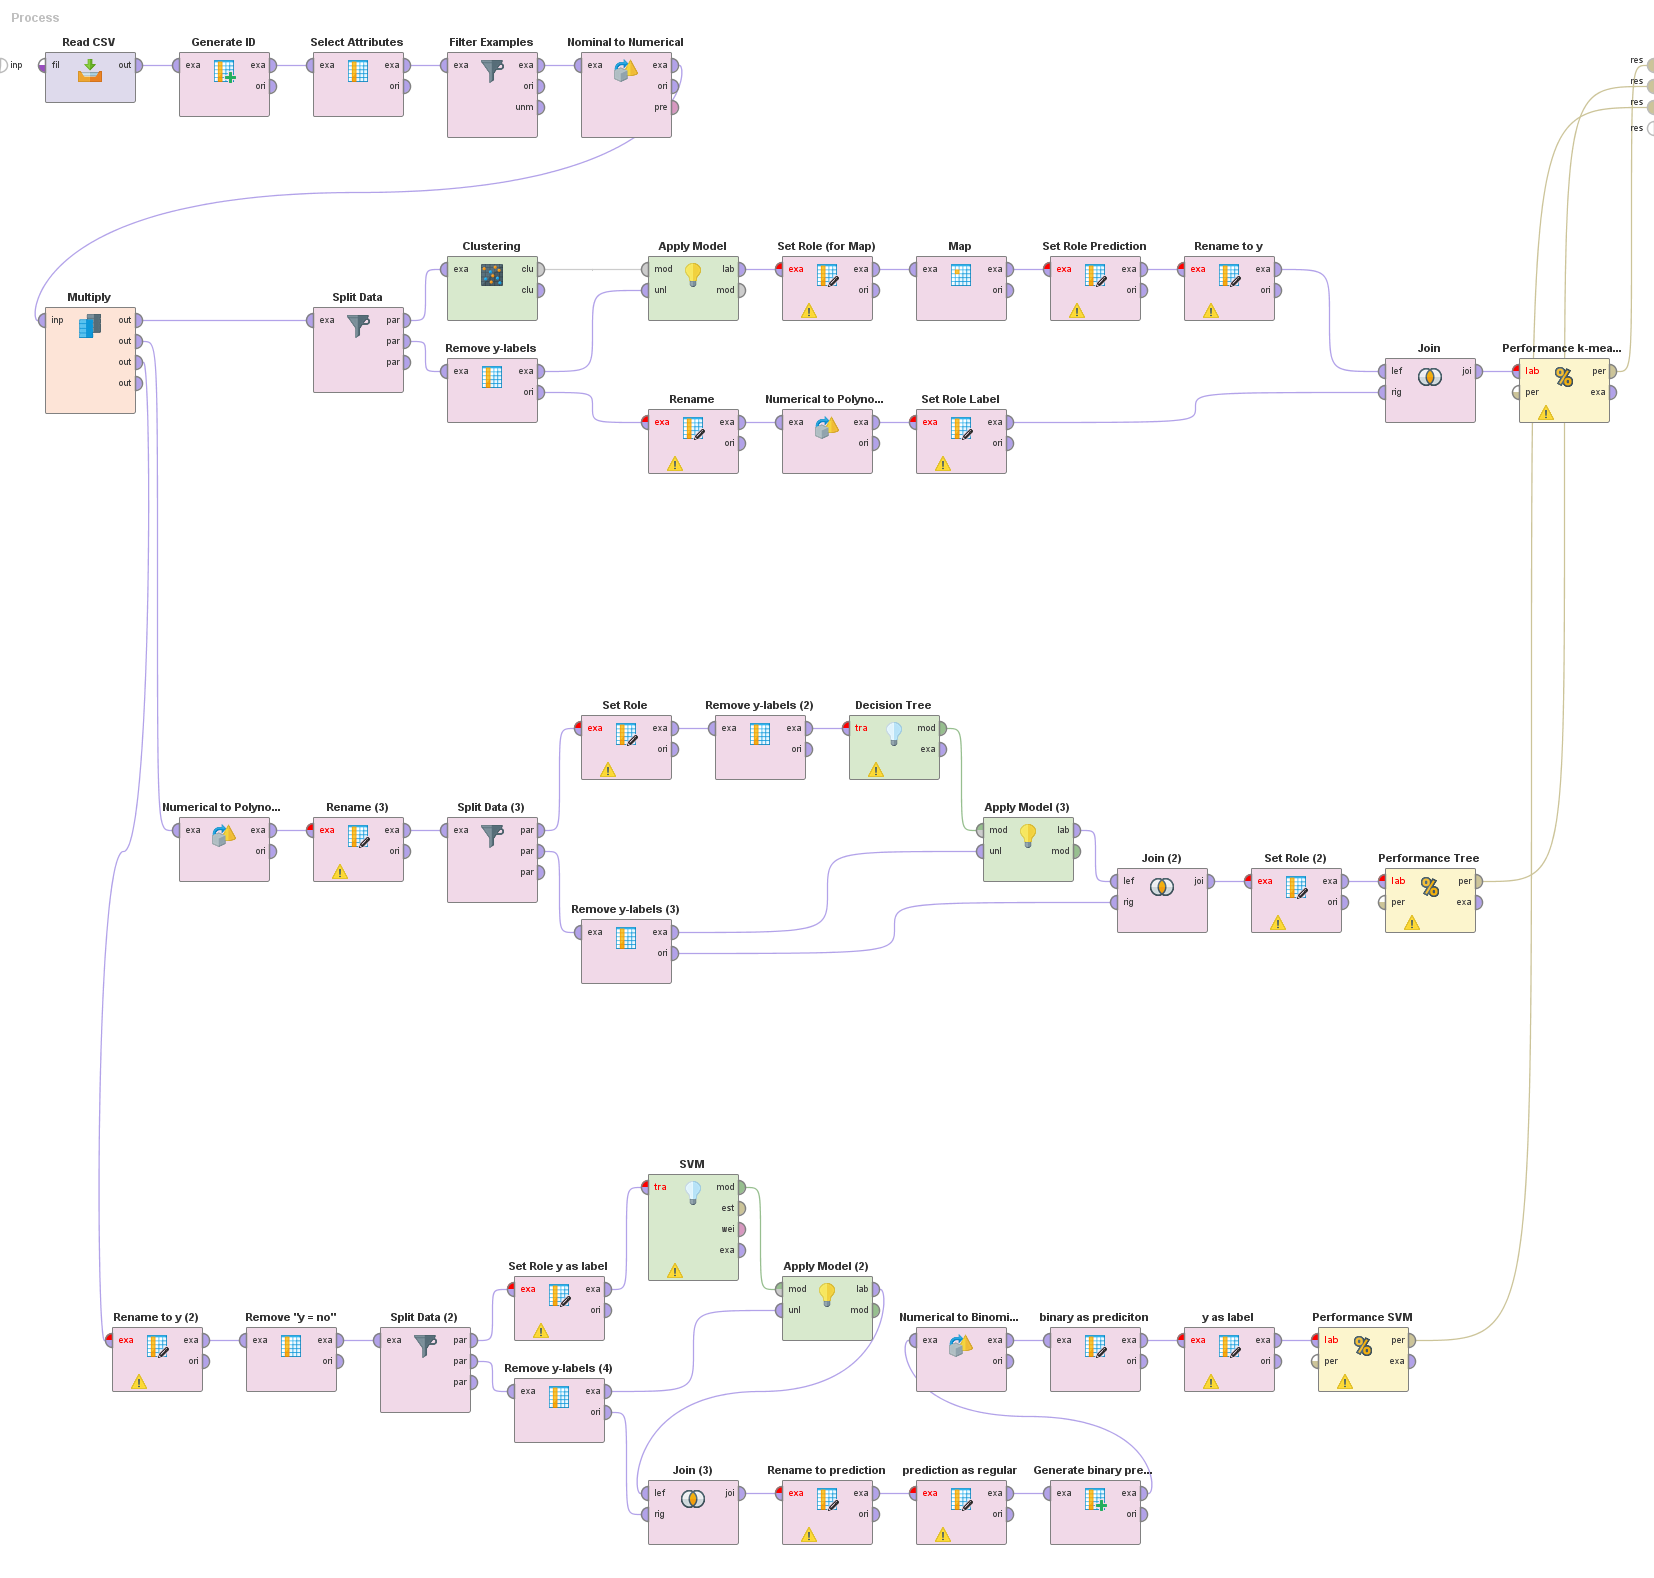 Process
inp
Read CSV
fil out
Generate ID
exa exa
ori
Select Attributes
exa exa
ori
Filter Examples
exa exa
ori
unm
Nominal to Numerical
exa exa
ori
pre
res
res
res
res
Multiply
inp out
out
out
out
Split Data
exa par
par
par
Clustering
exa clu
clu
Remove y-labels
exa exa
ori
Apply Model
mod lab
unl mod
Set Role (for Map)
exa exa
ori
Map
exa exa
ori
Set Role Prediction
exa exa
ori
Rename to y
exa exa
ori
Rename
exa exa
ori
Numerical to Polyno...
exa exa
ori
Set Role Label
exa exa
ori
Join
lef joi
rig
Performance k-mea...
lab per
per exa
Numerical to Polyno...
exa exa
ori
Rename (3)
exa exa
ori
Split Data (3)
exa par
par
par
Set Role
exa exa
ori
Remove y-labels (2)
exa exa
ori
Decision Tree
tra mod
exa
Remove y-labels (3)
exa exa
ori
Apply Model (3)
mod lab
unl mod
Join (2)
lef joi
rig
Set Role (2)
exa exa
ori
Performance Tree
lab per
per exa
Rename to y (2)
exa exa
ori
Remove "y = no"
exa exa
ori
Split Data (2)
exa par
par
par
Set Role y as label
exa exa
ori
SVM
tra mod
est
wei
exa
Remove y-labels (4)
exa exa
ori
Apply Model (2)
mod lab
unl mod
Join (3)
lef joi
rig
Rename to prediction
exa exa
ori
prediction as regular
exa exa
ori
Generate binary pre...
exa exa
ori
Numerical to Binomi...
exa exa
ori
binary as prediciton
exa exa
ori
y as label
exa exa
ori
Performance SVM
lab per
per exa